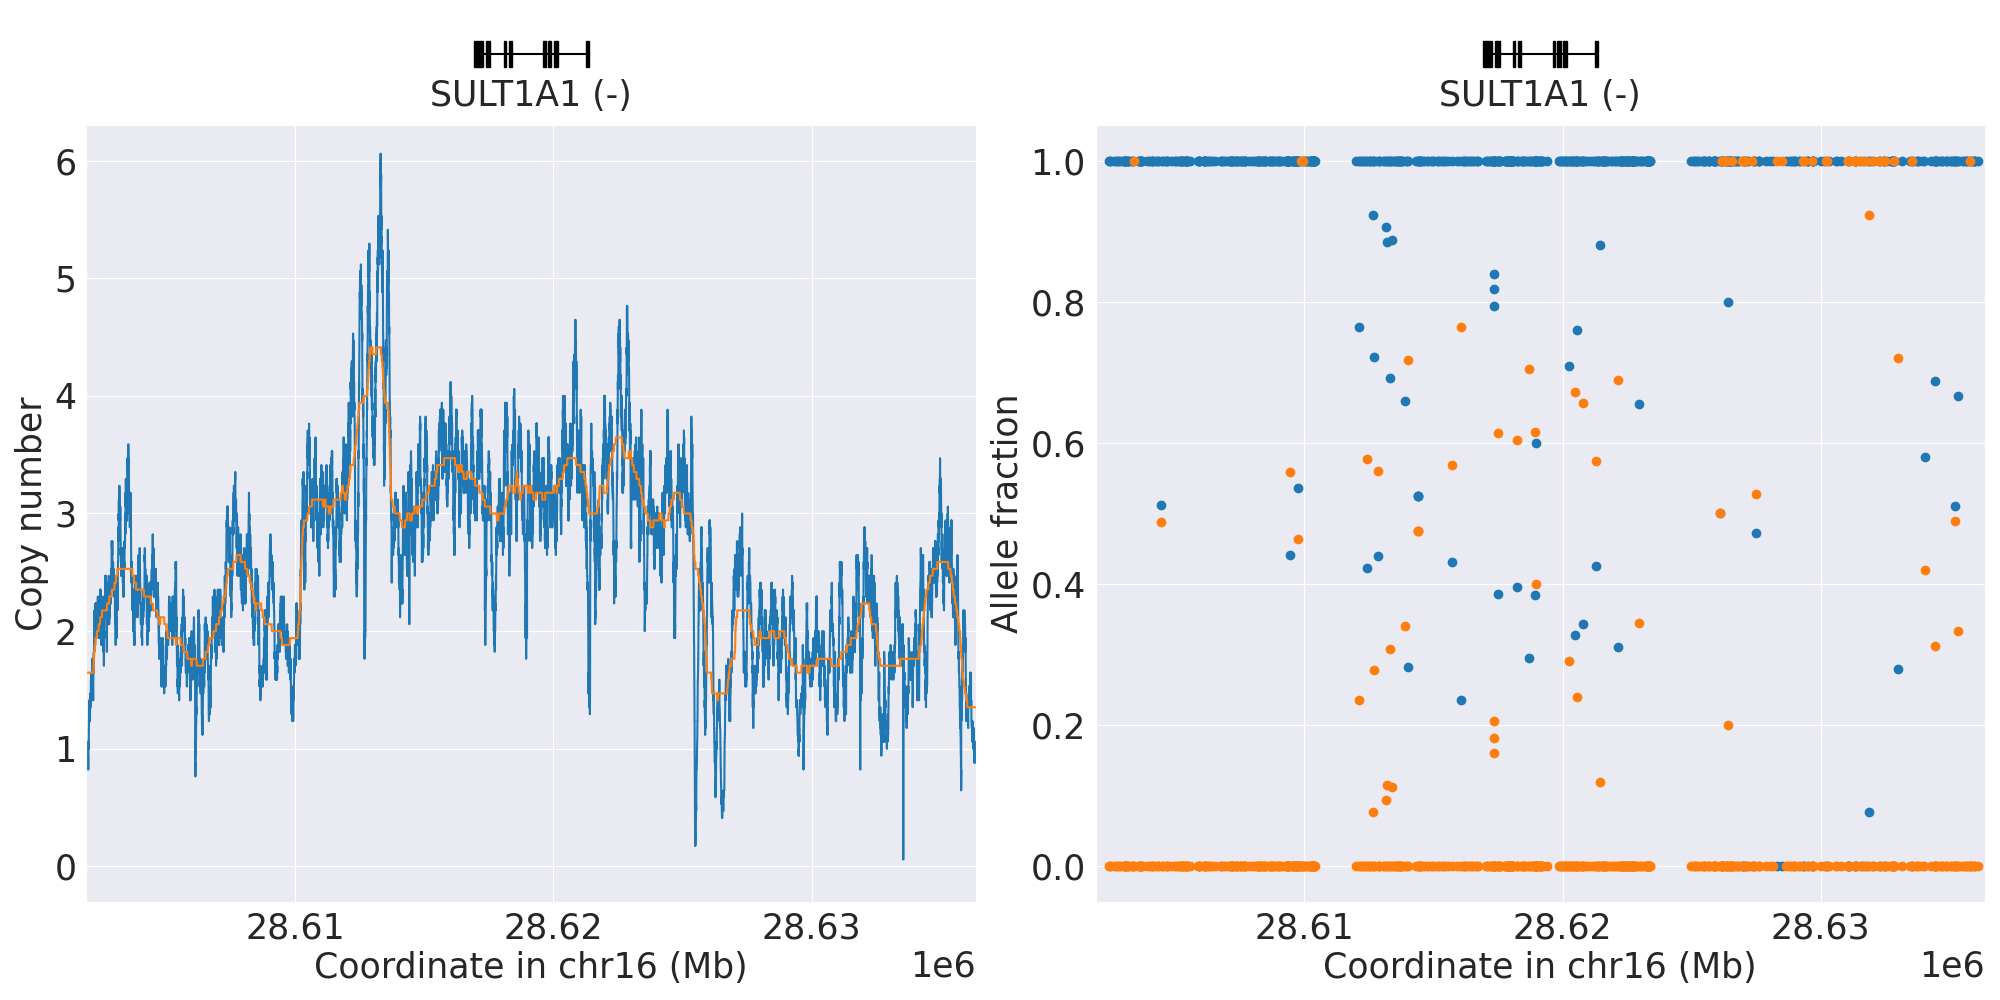 SULT1A1 (-)
6
5
4
3
2
1
0
Copy number
28.61
28.62
28.63
Coordinate in chr16 (Mb)
1e6
SULT1A1 (-)
1.0
0.8
0.6
0.4
0.2
0.0
Allele fraction
28.61
28.62
28.63
Coordinate in chr16 (Mb)
1e6